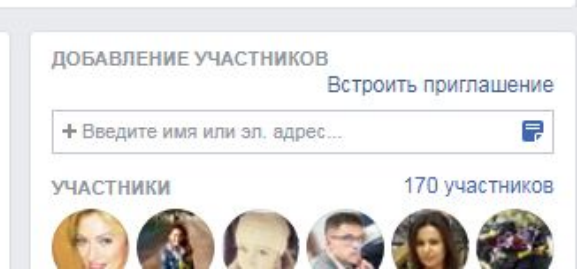 ДОБАВЛЕНИЕ УЧАСТНИКОВ
Встроить приглашение
+ Введите имя или эл. адрес...
УЧАСТНИКИ 170 участников